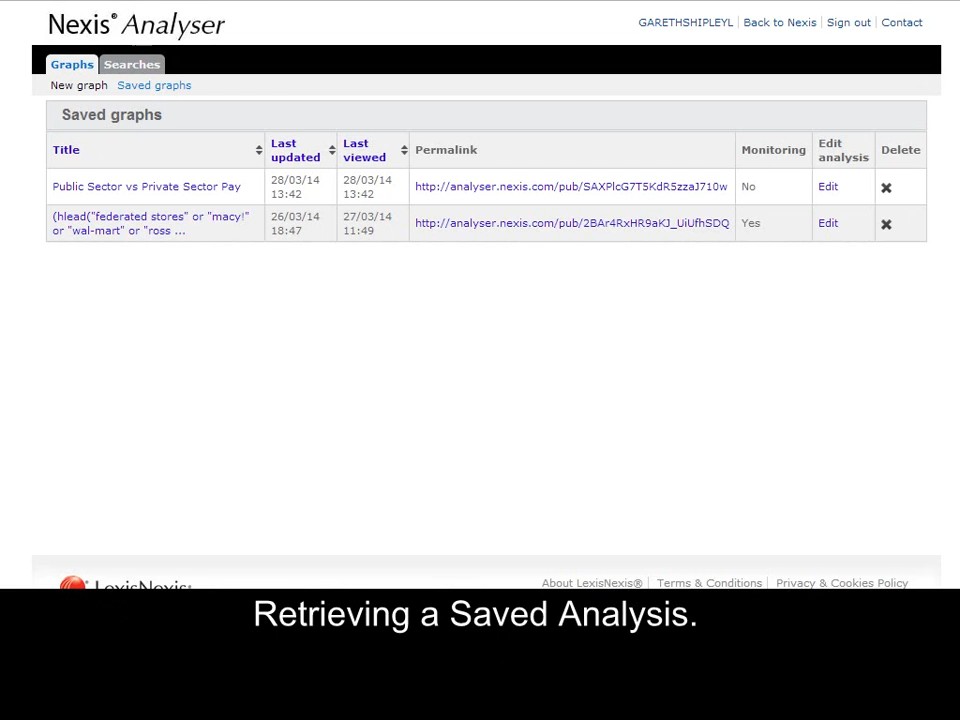 Nexis® Analyser
GARETHSHIPLEYL | Back to Nexis | Sign out | Contact
Graphs Searches
New graph Saved graphs
Saved graphs
Title Last updated Last viewed Permalink Monitoring Edit analysis Delete
Public Sector vs Private Sector Pay 28/03/14 13:42 28/03/14 13:42 http://analyser.nexis.com/pub/SAXPlcG7T5KdR5zzaJ710w No Edit
(hlead("federated stores" or "macy!" or "wal-mart" or "ross ... 26/03/14 18:47 27/03/14 11:49 http://analyser.nexis.com/pub/2BAr4RxHR9aKJ_UiUfhSDQ Yes Edit
LexisNexis®
About LexisNexis® | Terms & Conditions | Privacy & Cookies Policy
Retrieving a Saved Analysis.